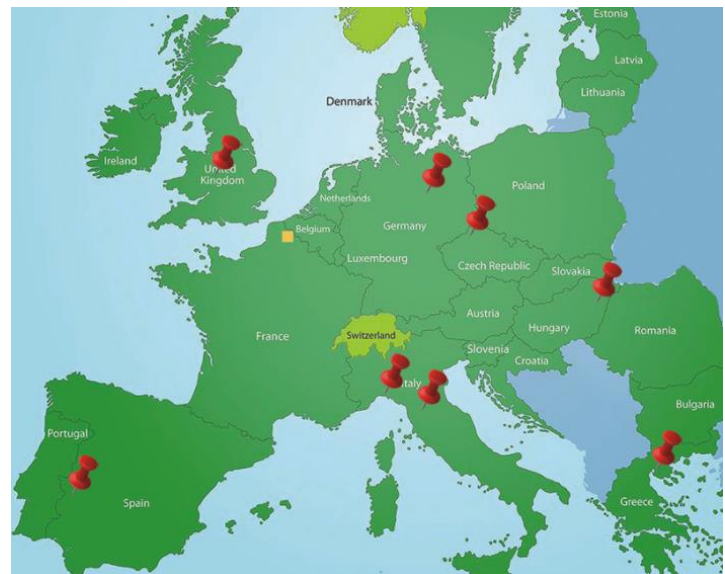 Estonia
Latvia
Lithuania
Denmark
Ireland
United
Kingdom
Netherlands
Poland
Belgium
Germany
Luxembourg
Czech Republic
Slovakia
Austria
France
Switzerland
Hungary
Romania
Slovenia
Croatia
Italy
Bulgaria
Portugal
Spain
Greece